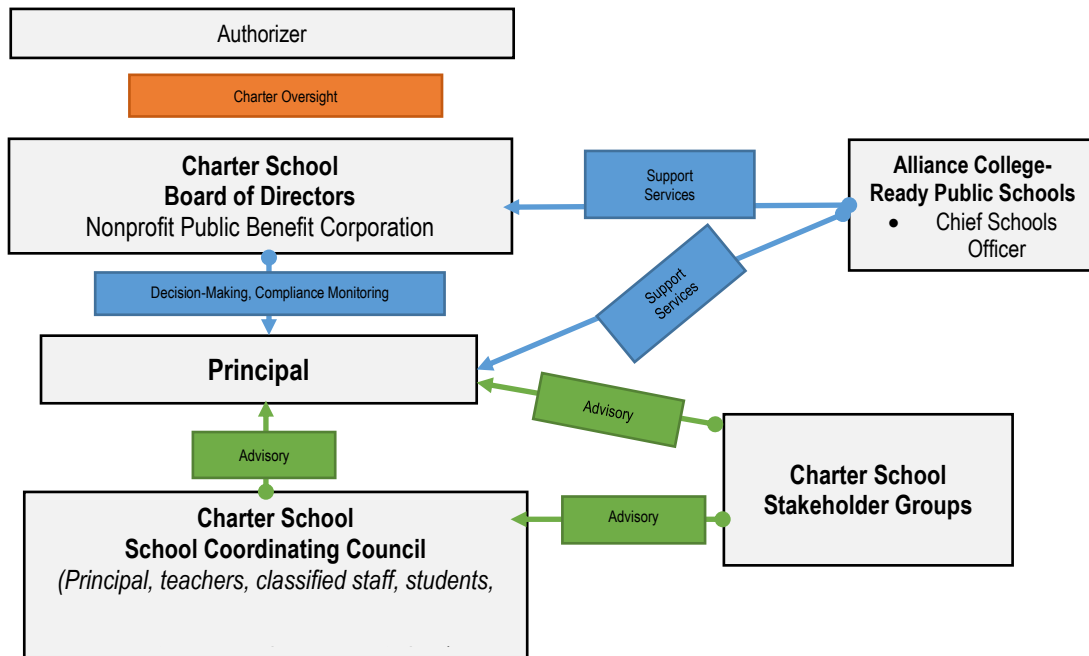 Authorizer
Charter Oversight
Charter School
Board of Directors
Nonprofit Public Benefit Corporation
Support
Services
Alliance College-
Ready Public Schools
• Chief Schools
Officer
Decision-Making, Compliance Monitoring
Support
Services
Principal
Advisory
Advisory
Charter School
Stakeholder Groups
Charter School
School Coordinating Council
(Principal, teachers, classified staff, students,
Advisory